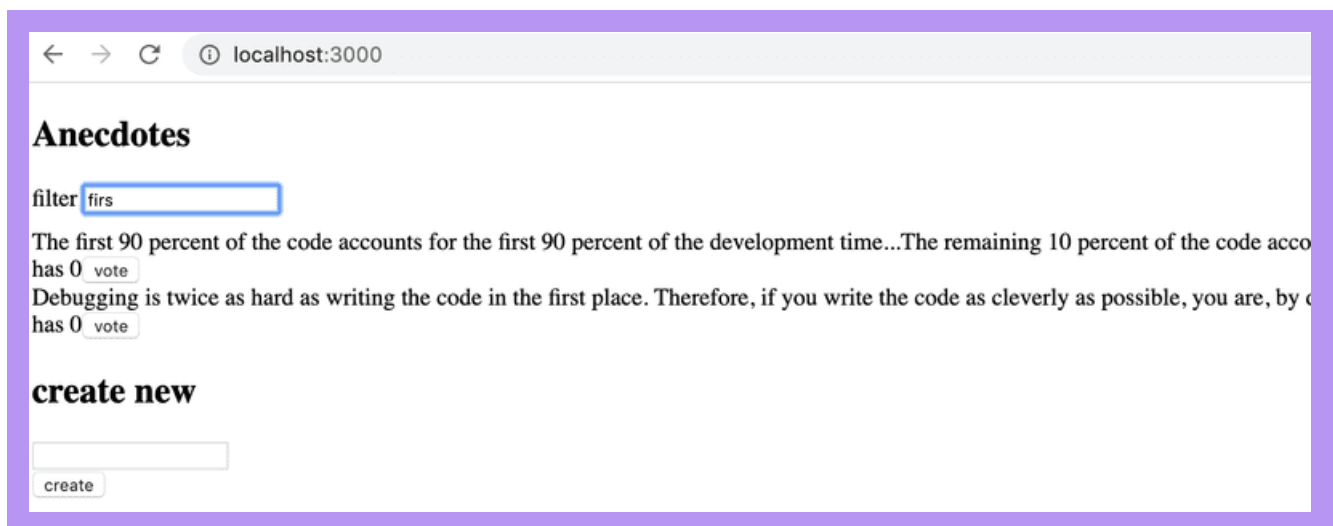 localhost:3000
Anecdotes
filter firs
The first 90 percent of the code accounts for the first 90 percent of the development time...The remaining 10 percent of the code acco
has 0 vote
Debugging is twice as hard as writing the code in the first place. Therefore, if you write the code as cleverly as possible, you are, by
has 0 vote
create new
create